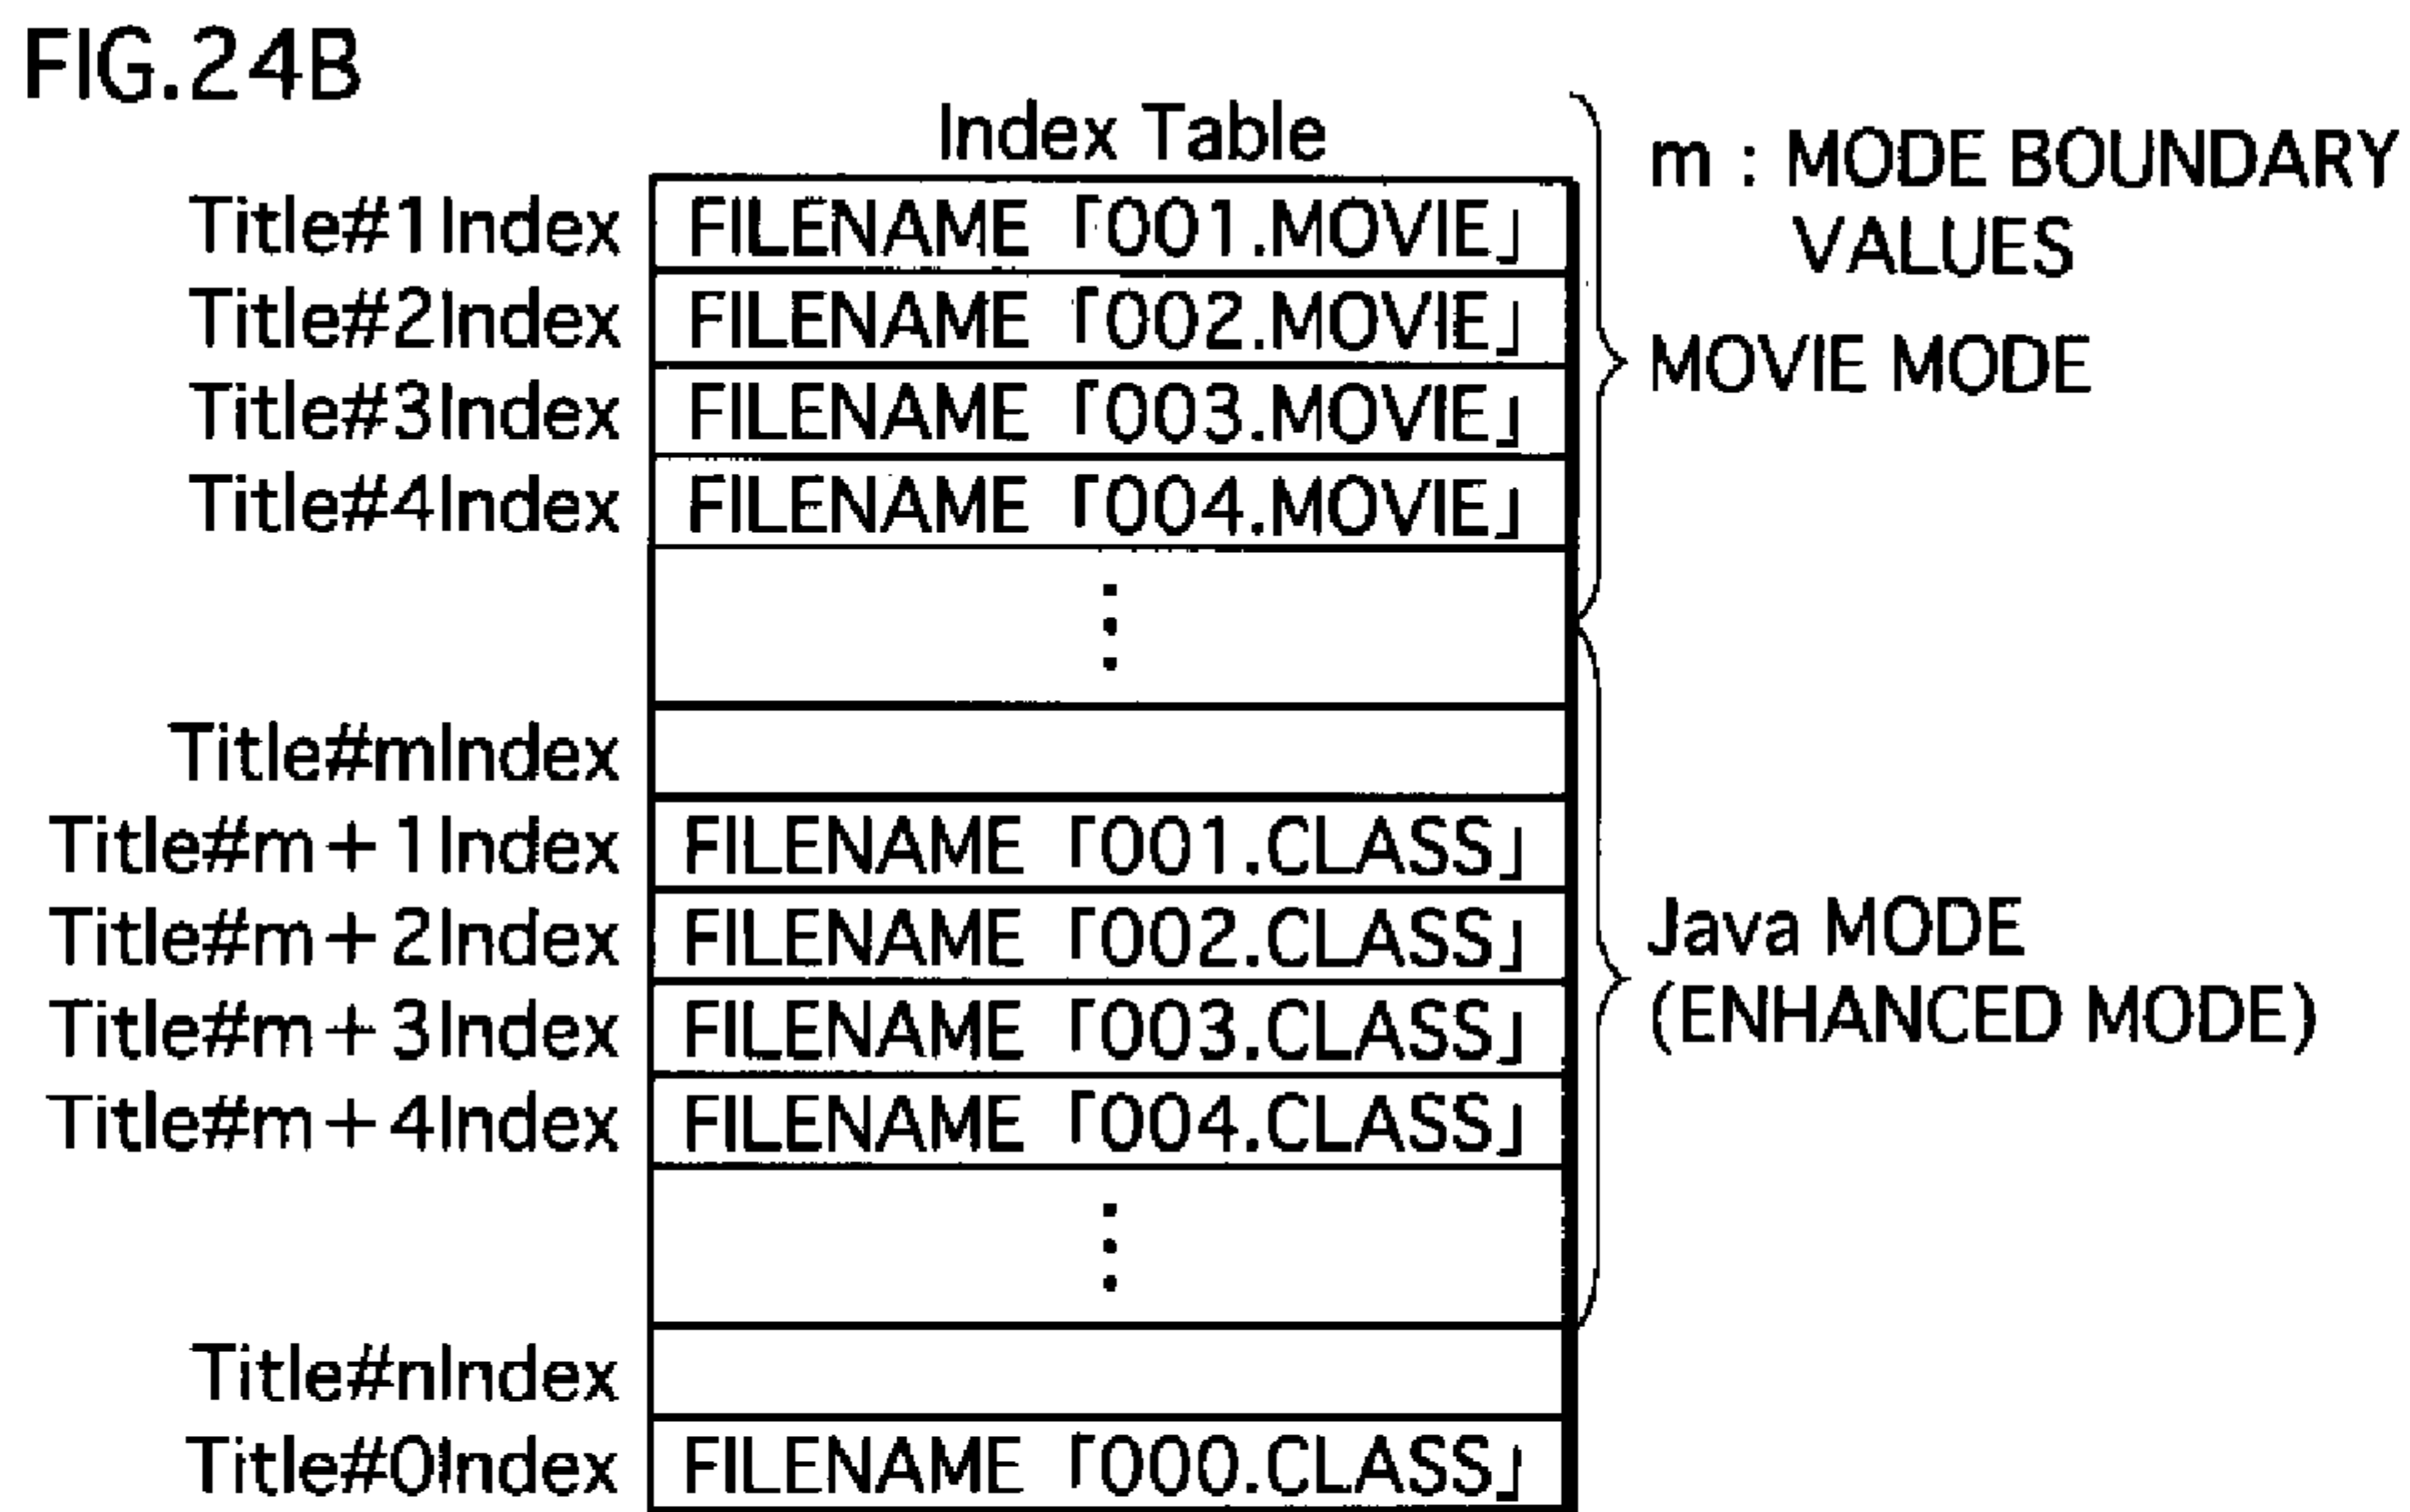 FIG.24B
Index Table
m : MODE BOUNDARY
VALUES
Title#1Index FILENAME 「001.MOVIE」
Title#2Index FILENAME 「002.MOVIE」
MOVIE MODE
Title#3Index FILENAME 「003.MOVIE」
Title#4Index FILENAME 「004.MOVIE」
Title#mIndex
Title#m+1Index FILENAME 「001.CLASS」
Title#m+2Index FILENAME 「002.CLASS」
Java MODE
(ENHANCED MODE)
Title#m+3Index FILENAME 「003.CLASS」
Title#m+4Index FILENAME 「004.CLASS」
Title#nIndex
Title#0Index FILENAME 「000.CLASS」